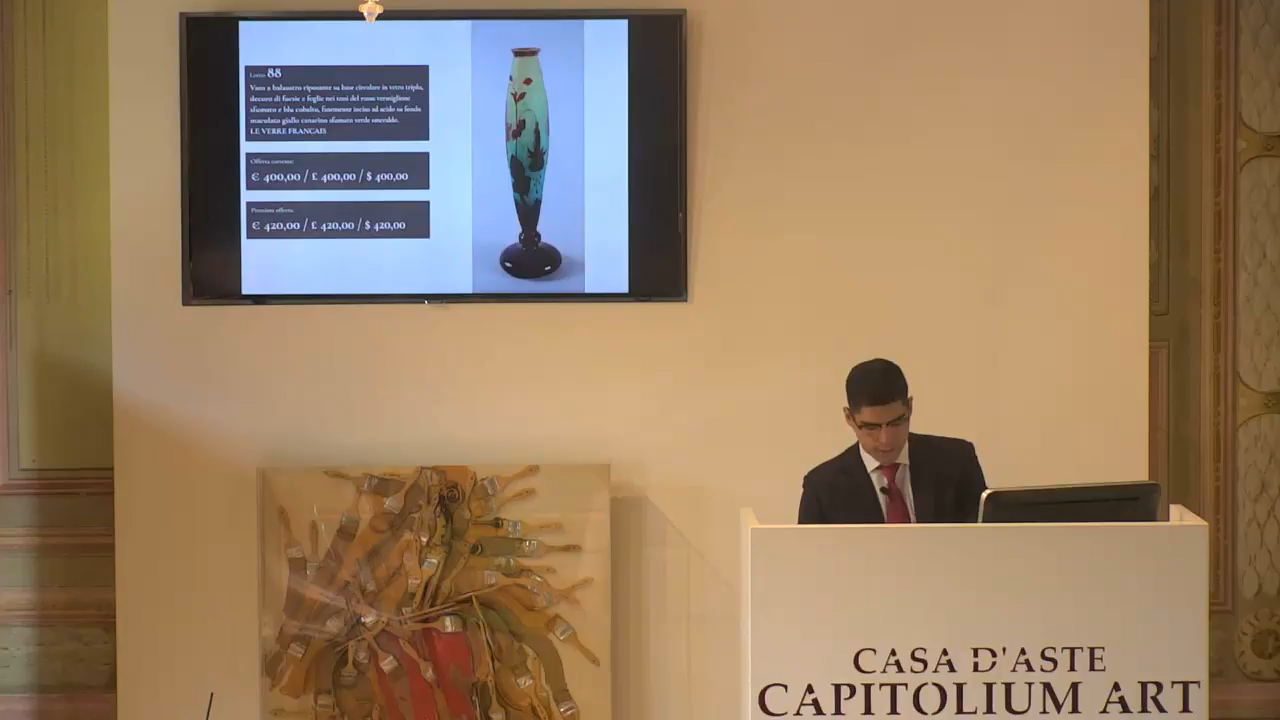 Lotto: 88
Vaso a balaustro riposante su base circolare in vetro triplo,
decoro di fucsie e foglie nei toni del rosso vermiglione
sfumato e blu cobalto, finemente inciso ad acido su fondo
maculato giallo canarino sfumato verde smeraldo.
LE VERRE FRANCAIS
Offerta corrente:
€ 400,00 / £ 400,00 / $ 400,00
Prossima offerta:
€ 420,00 / £ 420,00 / $ 420,00
CASA D'ASTE
CAPITOLIUM ART